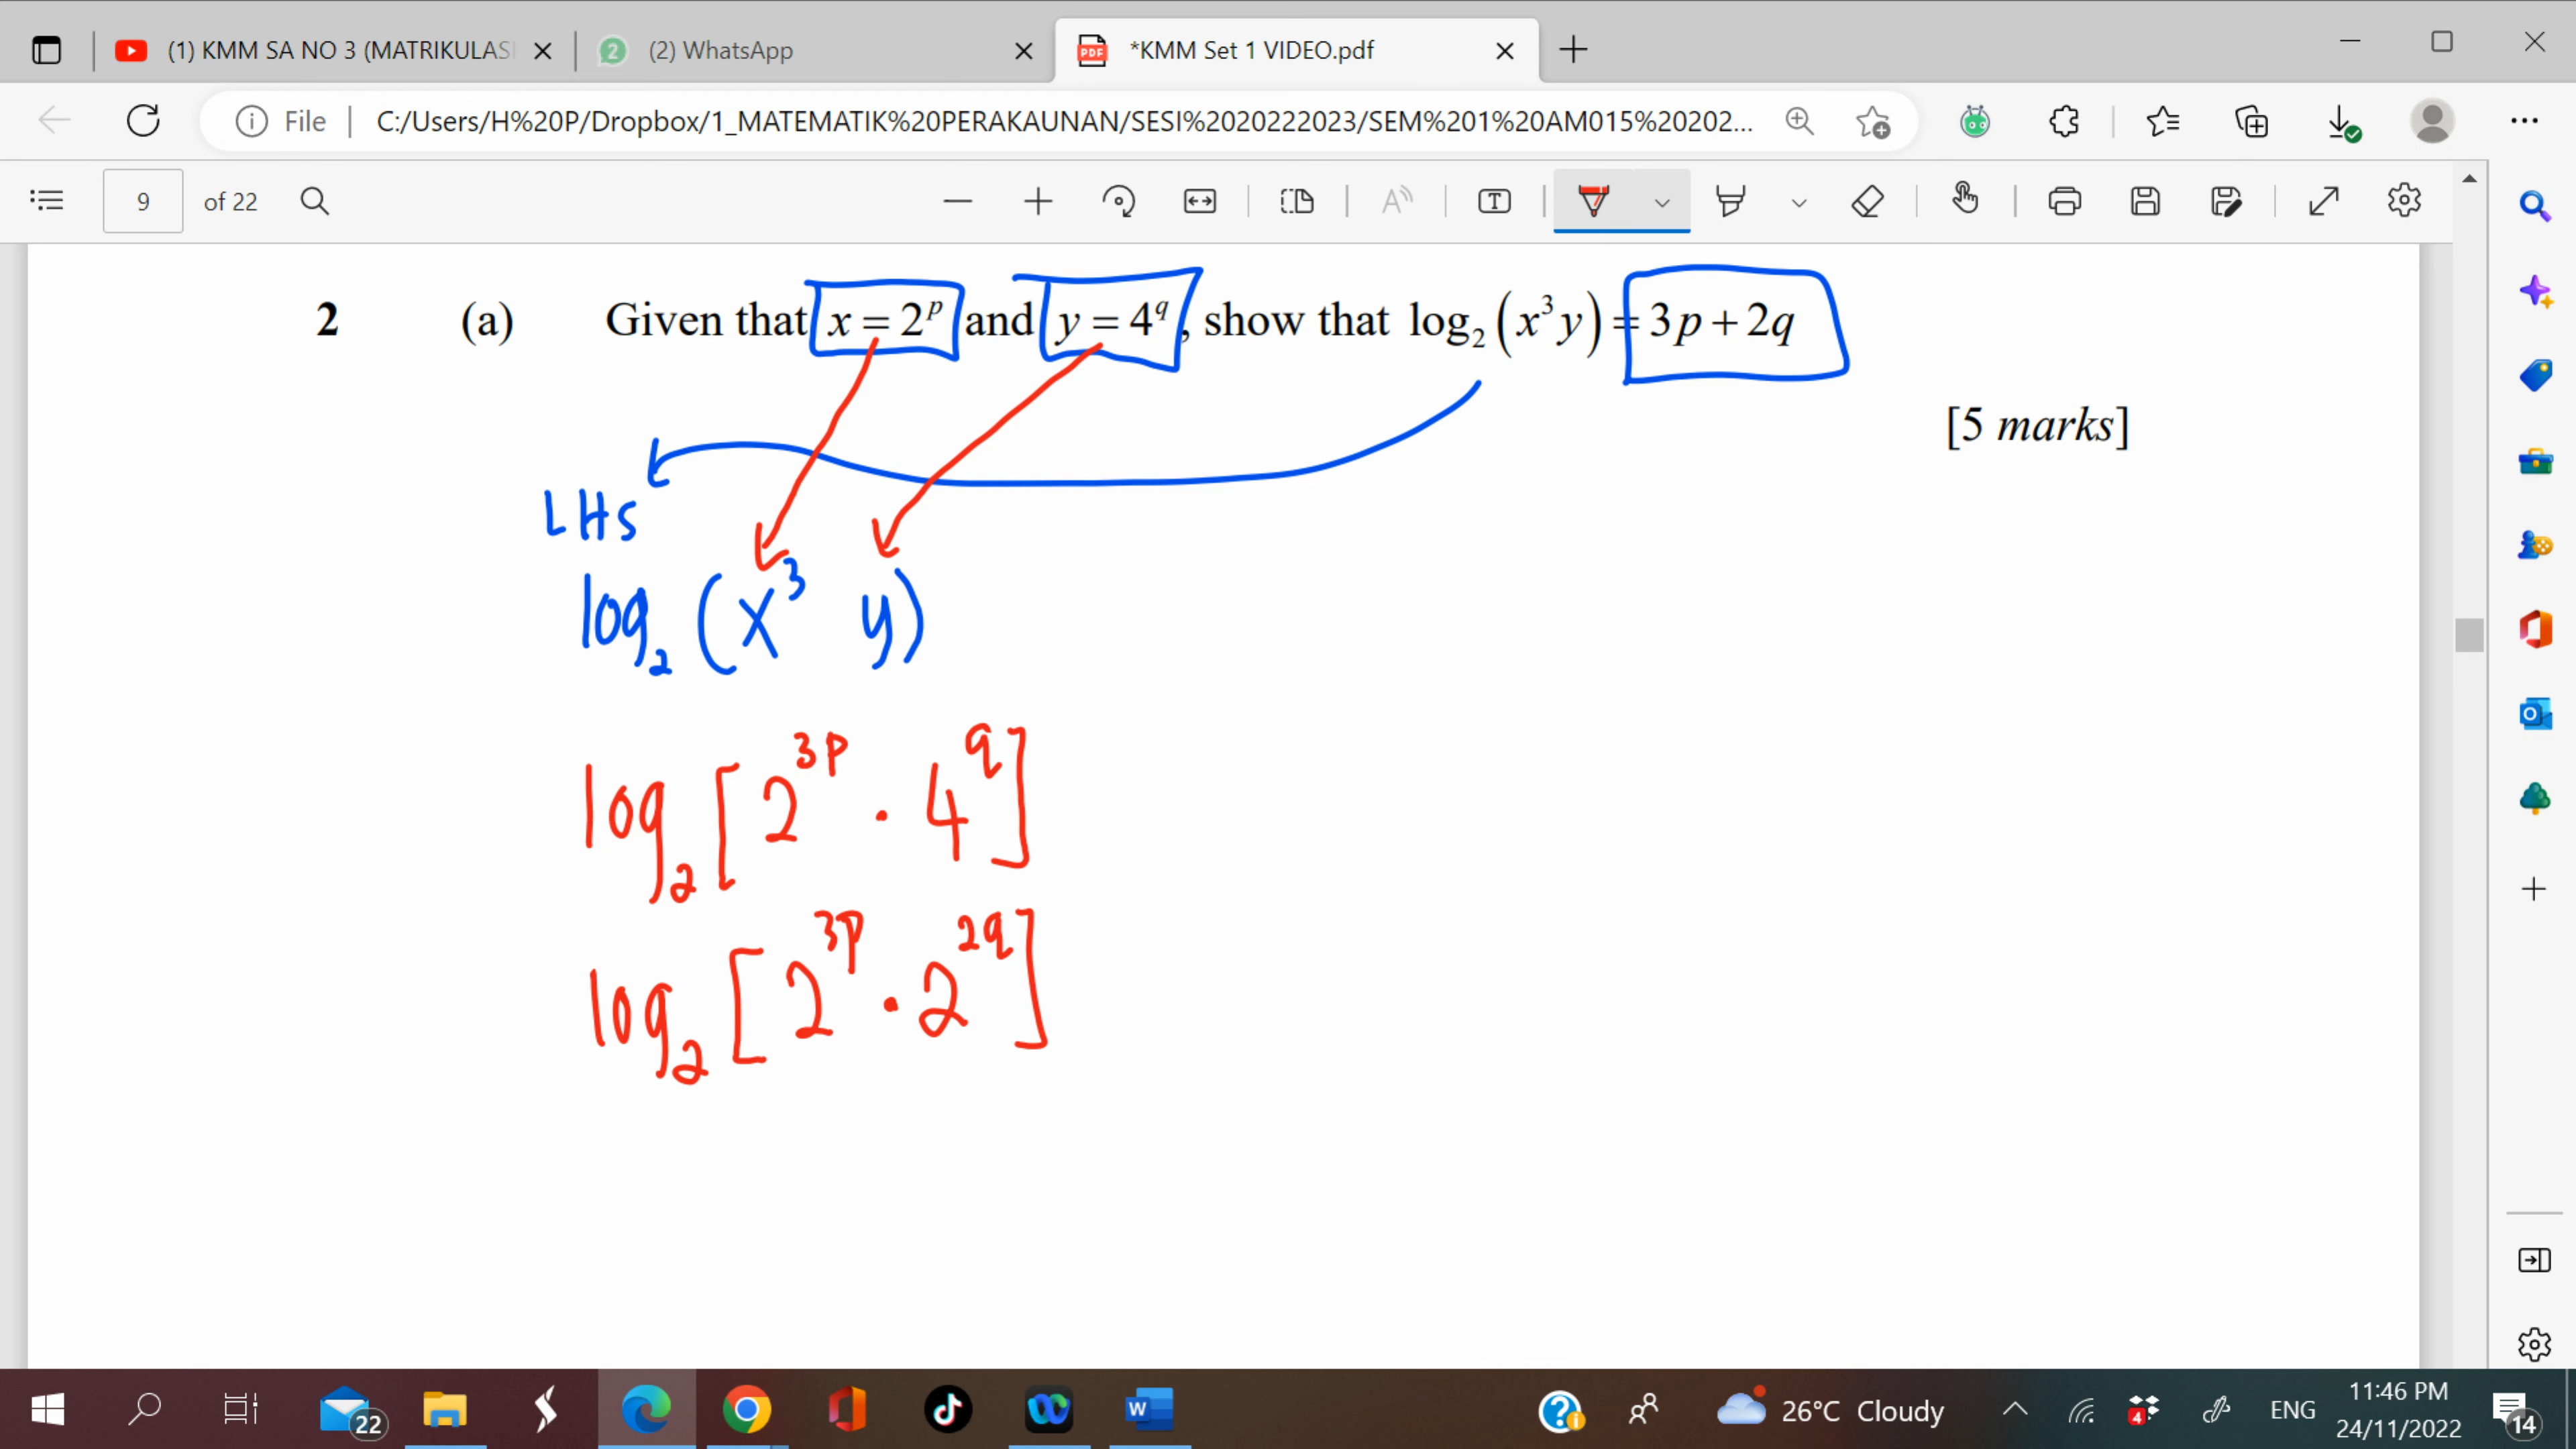 (1) KMM SA NO 3 (MATRIKULASI
2 (2) WhatsApp
PDF *KMM Set 1 VIDEO.pdf
File C:/Users/H%20P/Dropbox/1_MATEMATIK%20PERAKAUNAN/SESI%2020222023/SEM%201%20AM015%20202...
9 of 22
2 (a) Given that x = 2^p and y = 4^q, show that log₂(x³y) = 3p + 2q
[5 marks]
LHS
log₂ (x³ y)
log₂ [2^3p · 4^q]
log₂ [2^3p · 2^2q]
22
W
26°C Cloudy
4
ENG
11:46 PM
24/11/2022
14